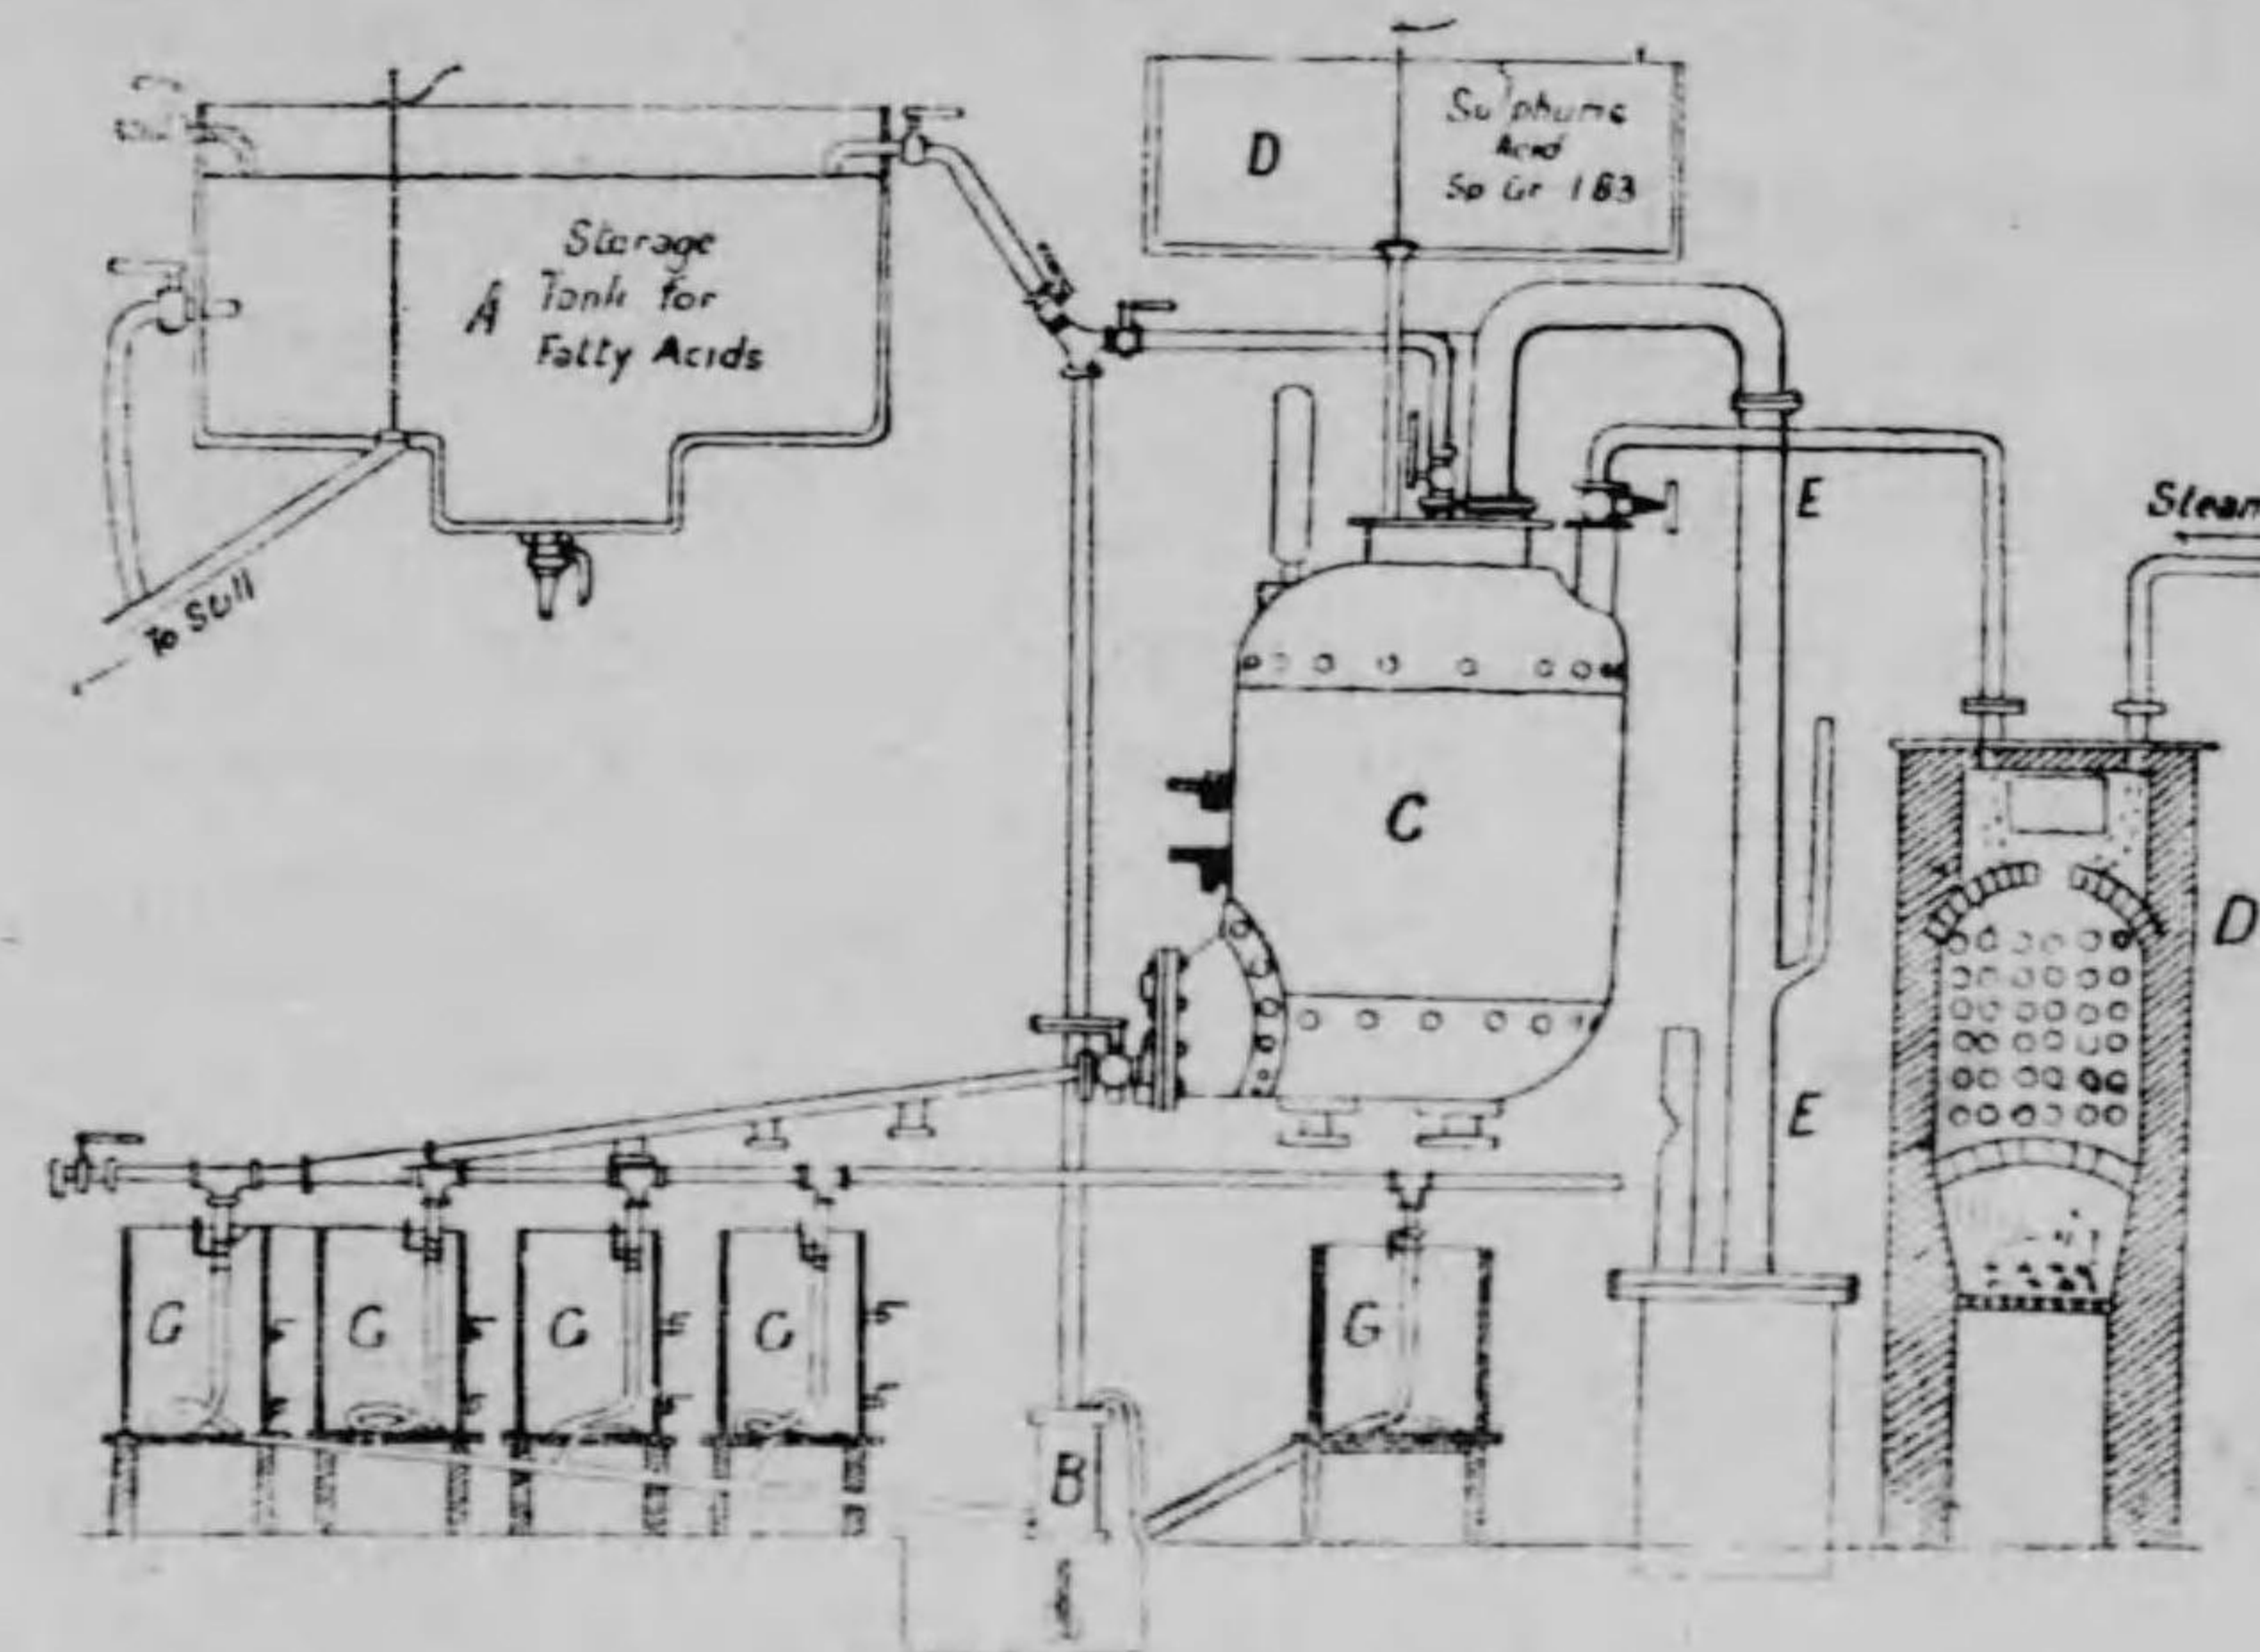 Storage
A Tank for
Fatty Acids
D
Sulphuric
Acid
Sp Gr 1 83
To Still
E
Steam
C
D
E
G
G
G
G
G
B